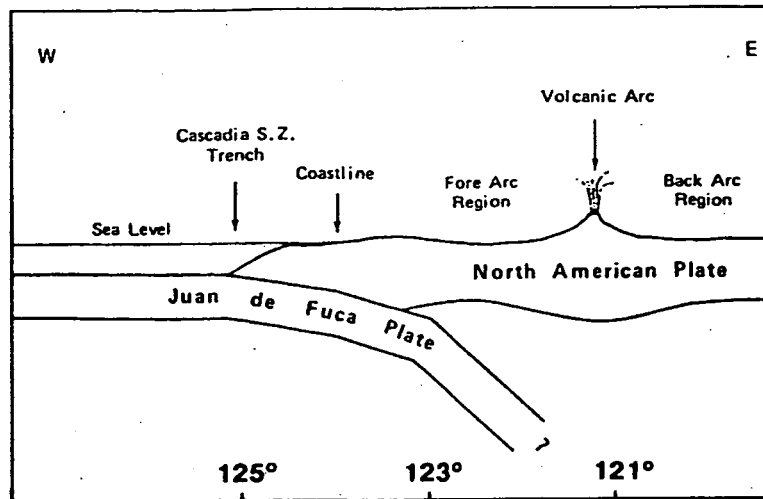 W
E
Volcanic Arc
Cascadia S.Z.
Trench
Coastline
Fore Arc
Region
Back Arc
Region
Sea Level
North American Plate
Juan de Fuca Plate
?
125°
123°
121°